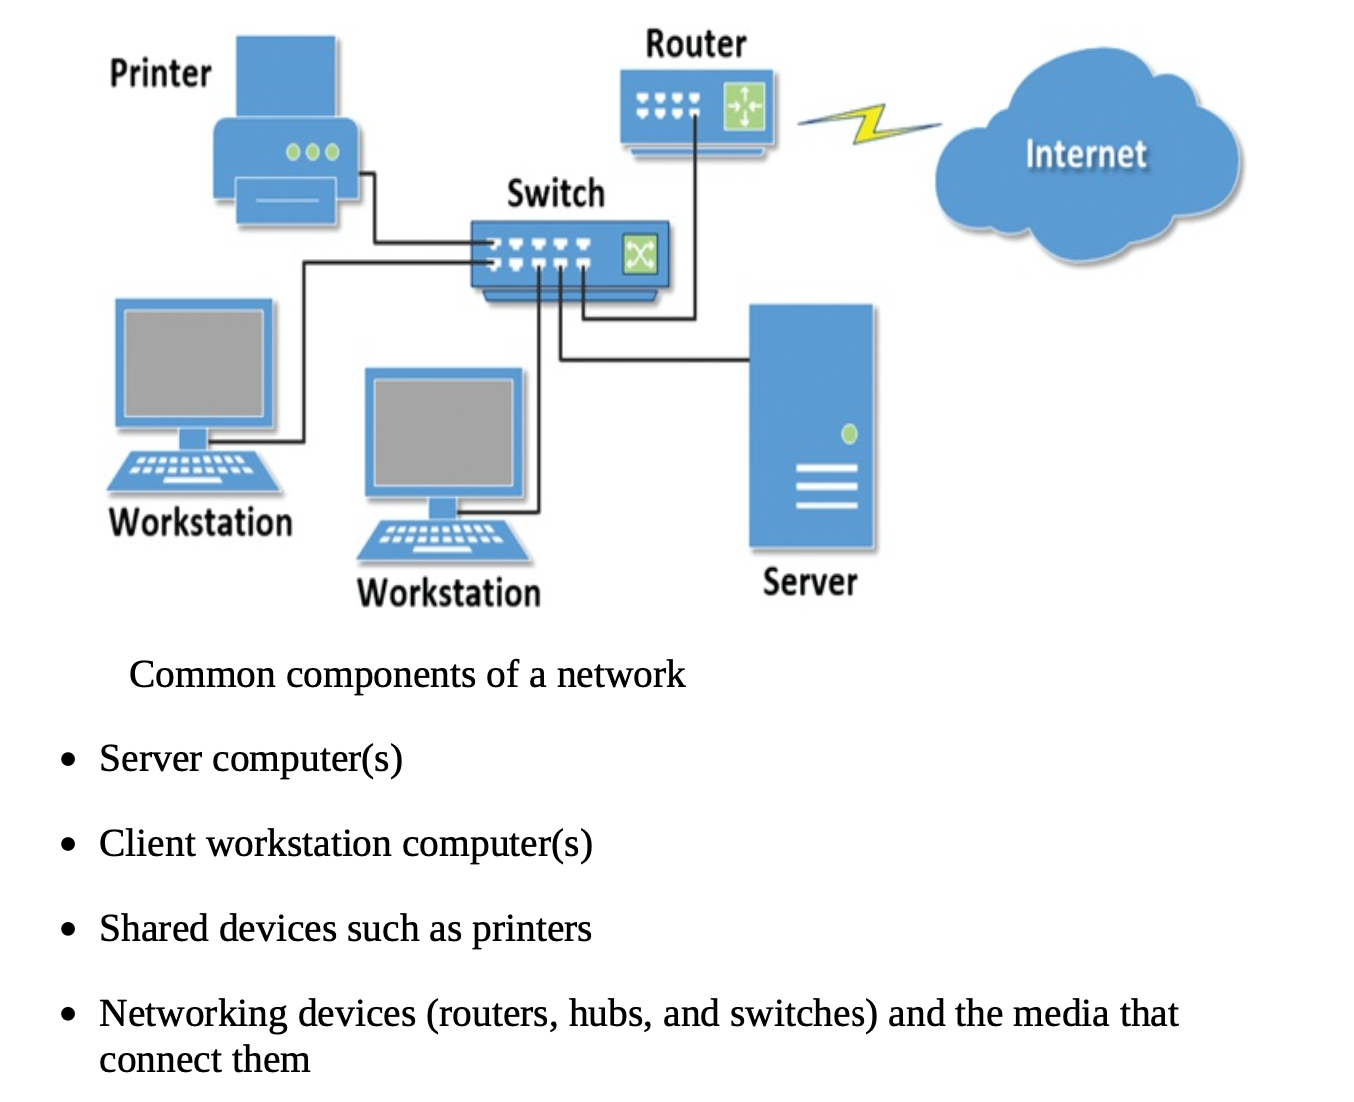 Printer
Router
Internet
Switch
Workstation
Workstation
Server
Common components of a network
• Server computer(s)
• Client workstation computer(s)
• Shared devices such as printers
• Networking devices (routers, hubs, and switches) and the media that
connect them